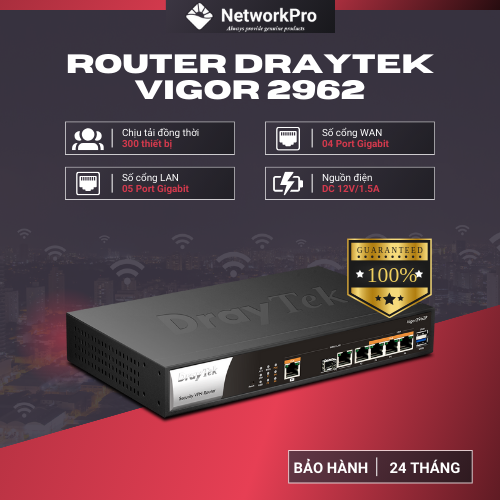 NetworkPro
Always provide genuine products
ROUTER DRAYTEK
VIGOR 2962
Chịu tải đồng thời
300 thiết bị
Số cổng WAN
04 Port Gigabit
Số cổng LAN
05 Port Gigabit
Nguồn điện
DC 12V/1.5A
GUARANTEED
100%
DrayTek
Vigor2962P
DrayTek
Security VPN Router
BẢO HÀNH | 24 THÁNG